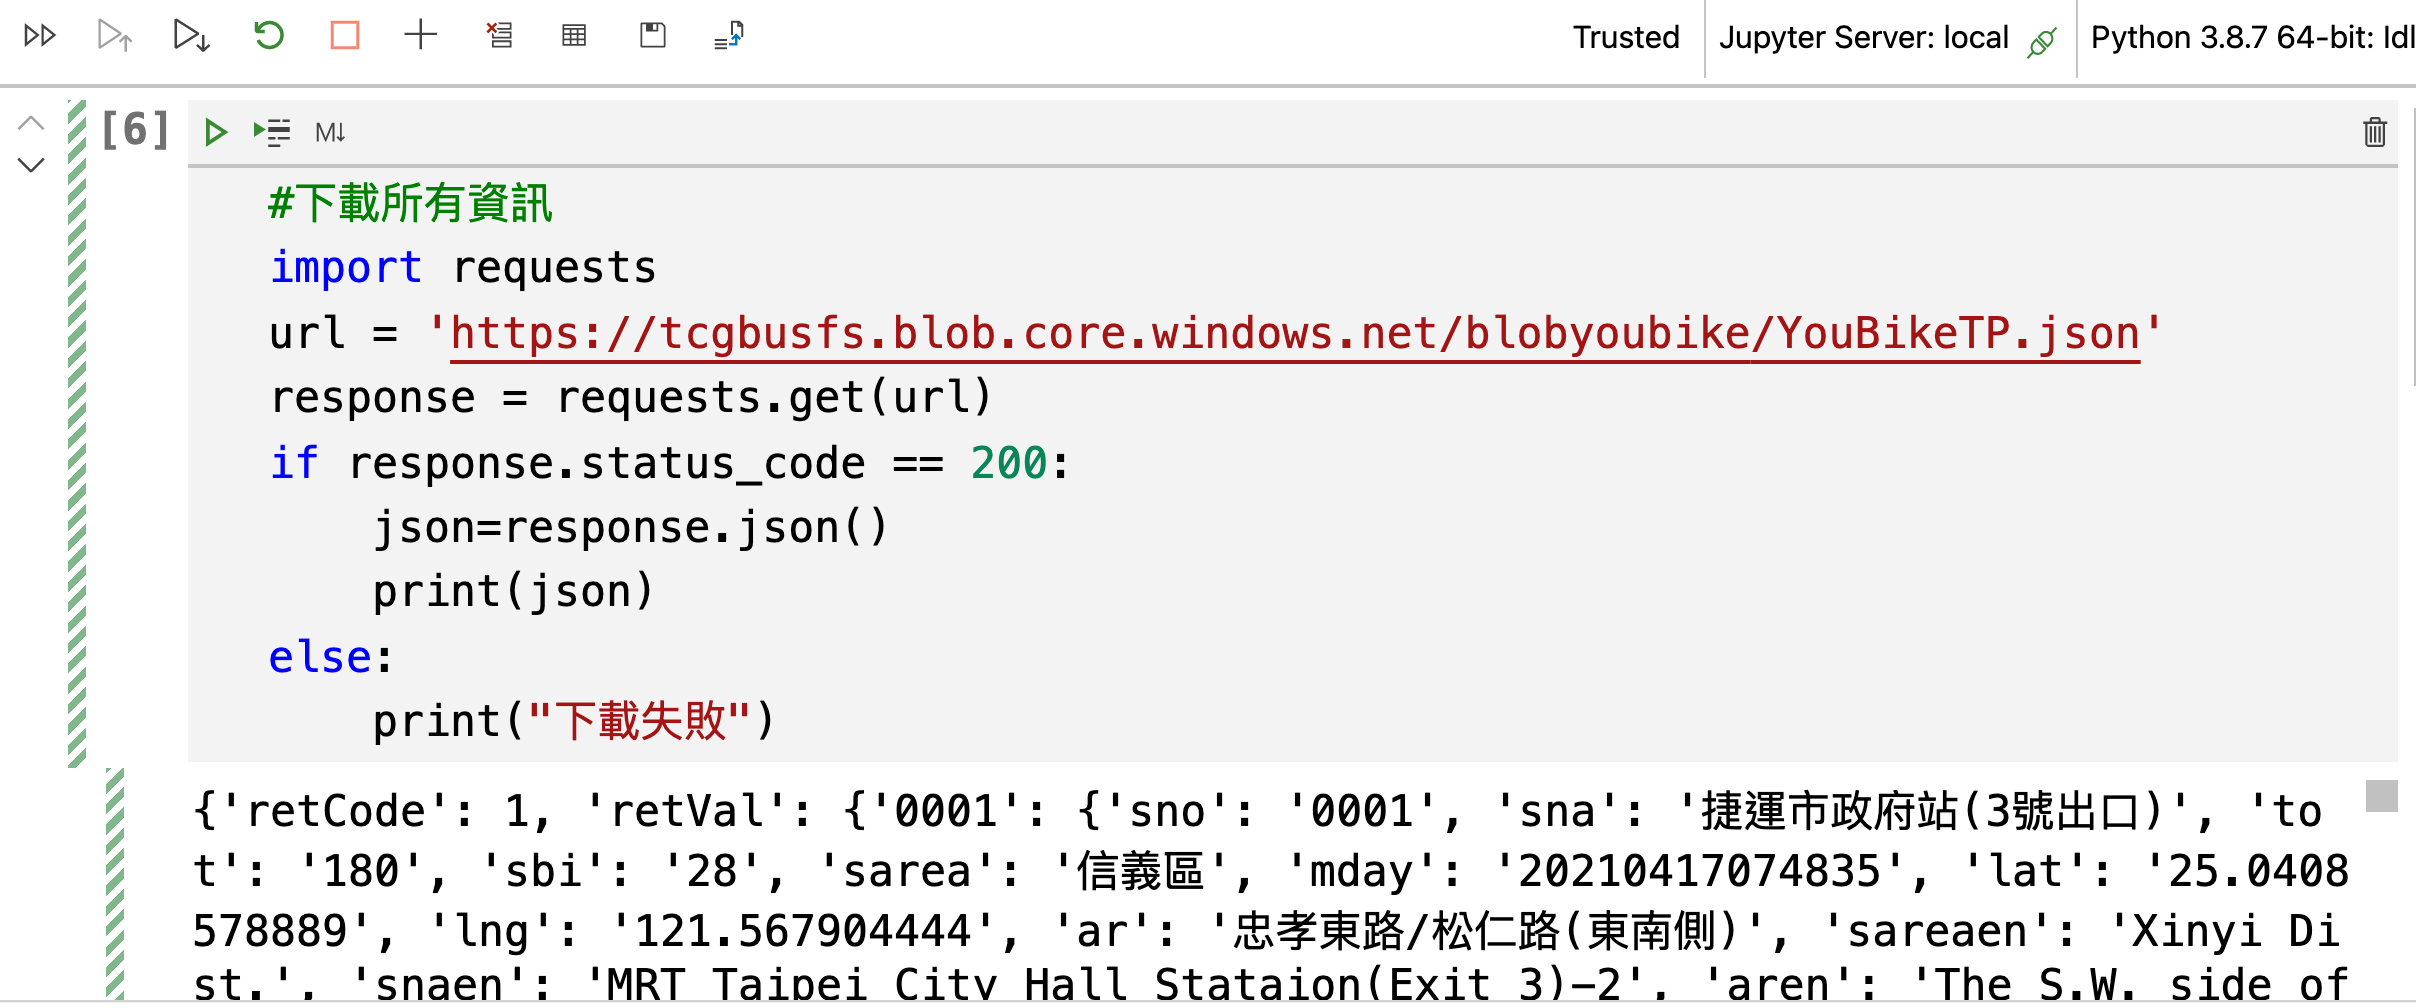 Trusted
Jupyter Server: local
Python 3.8.7 64-bit: Idl
[6]
M↓
#下載所有資訊
import requests
url = 'https://tcgbusfs.blob.core.windows.net/blobyoubike/YouBikeTP.json'
response = requests.get(url)
if response.status_code == 200:
    json=response.json()
    print(json)
else:
    print("下載失敗")
{'retCode': 1, 'retVal': {'0001': {'sno': '0001', 'sna': '捷運市政府站(3號出口)', 'to
t': '180', 'sbi': '28', 'sarea': '信義區', 'mday': '20210417074835', 'lat': '25.0408
578889', 'lng': '121.567904444', 'ar': '忠孝東路/松仁路(東南側)', 'sareaen': 'Xinyi Di
st.', 'snaen': 'MRT Taipei City Hall Stataion(Exit 3)-2', 'aren': 'The S.W. side of